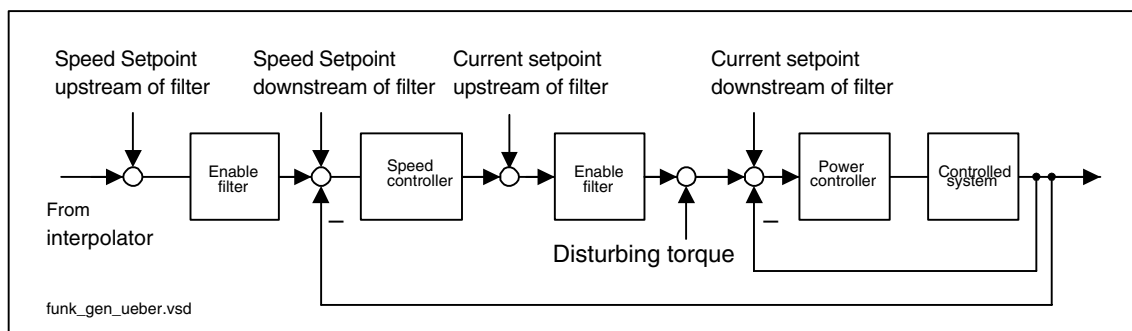 Speed Setpoint
upstream of filter
Speed Setpoint
downstream of filter
Current setpoint
upstream of filter
Current setpoint
downstream of filter
Enable
filter
Speed
controller
Enable
filter
Power
controller
Controlled
system
From
interpolator
–
Disturbing torque
–
funk_gen_ueber.vsd